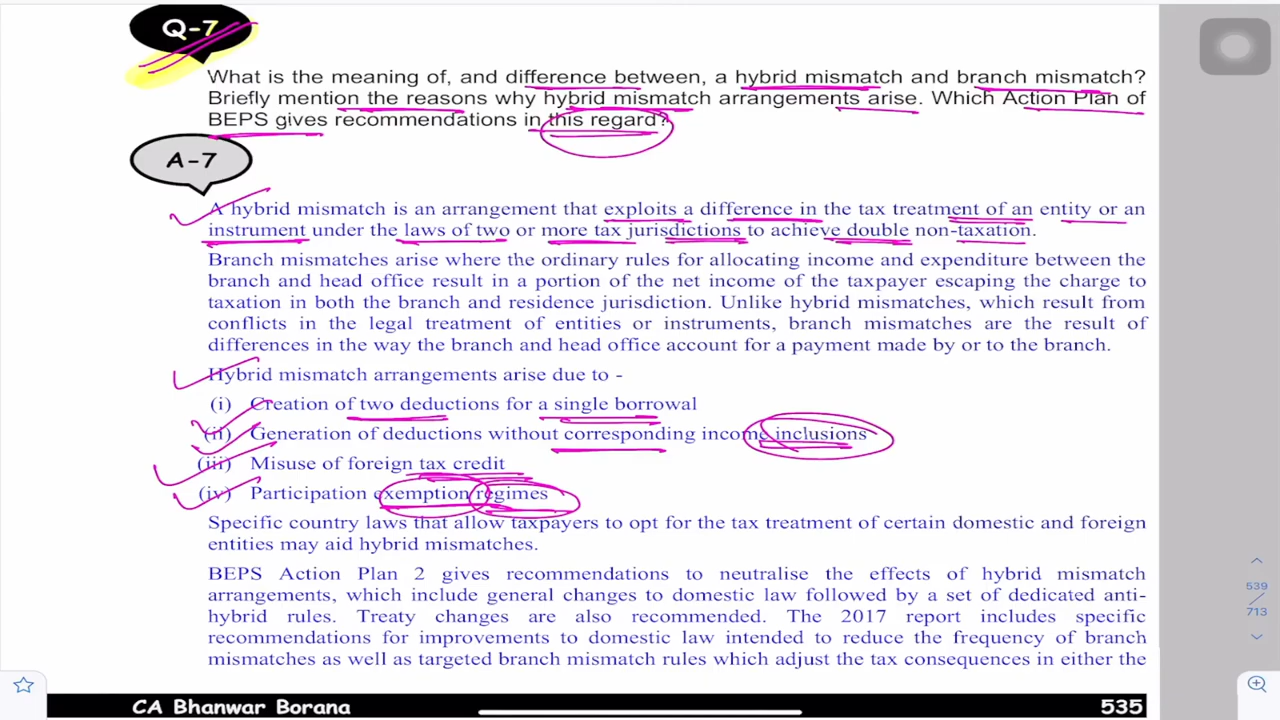 Q-7
What is the meaning of, and difference between, a hybrid mismatch and branch mismatch?
Briefly mention the reasons why hybrid mismatch arrangements arise. Which Action Plan of
BEPS gives recommendations in this regard?
A-7
A hybrid mismatch is an arrangement that exploits a difference in the tax treatment of an entity or an
instrument under the laws of two or more tax jurisdictions to achieve double non-taxation.
Branch mismatches arise where the ordinary rules for allocating income and expenditure between the
branch and head office result in a portion of the net income of the taxpayer escaping the charge to
taxation in both the branch and residence jurisdiction. Unlike hybrid mismatches, which result from
conflicts in the legal treatment of entities or instruments, branch mismatches are the result of
differences in the way the branch and head office account for a payment made by or to the branch.
Hybrid mismatch arrangements arise due to -
(i) Creation of two deductions for a single borrowal
(ii) Generation of deductions without corresponding income inclusions
(iii) Misuse of foreign tax credit
(iv) Participation exemption regimes
Specific country laws that allow taxpayers to opt for the tax treatment of certain domestic and foreign
entities may aid hybrid mismatches.
BEPS Action Plan 2 gives recommendations to neutralise the effects of hybrid mismatch
arrangements, which include general changes to domestic law followed by a set of dedicated anti-
hybrid rules. Treaty changes are also recommended. The 2017 report includes specific
recommendations for improvements to domestic law intended to reduce the frequency of branch
mismatches as well as targeted branch mismatch rules which adjust the tax consequences in either the
539
713
CA Bhanwar Borana
535